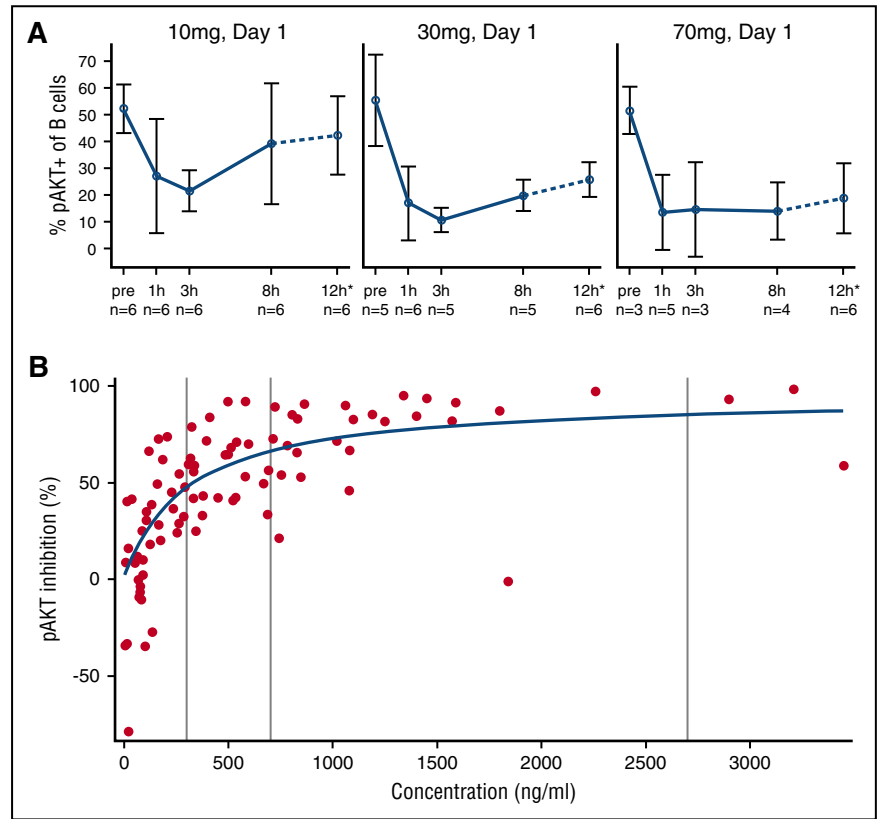 A
10mg, Day 1
30mg, Day 1
70mg, Day 1
% pAKT+ of B cells
70
60
50
40
30
20
10
0
pre 1h 3h 8h 12h*
n=6 n=6 n=6 n=6 n=6
pre 1h 3h 8h 12h*
n=5 n=6 n=5 n=5 n=6
pre 1h 3h 8h 12h*
n=3 n=5 n=3 n=4 n=6
B
pAKT inhibition (%)
100
50
0
-50
0 500 1000 1500 2000 2500 3000
Concentration (ng/ml)